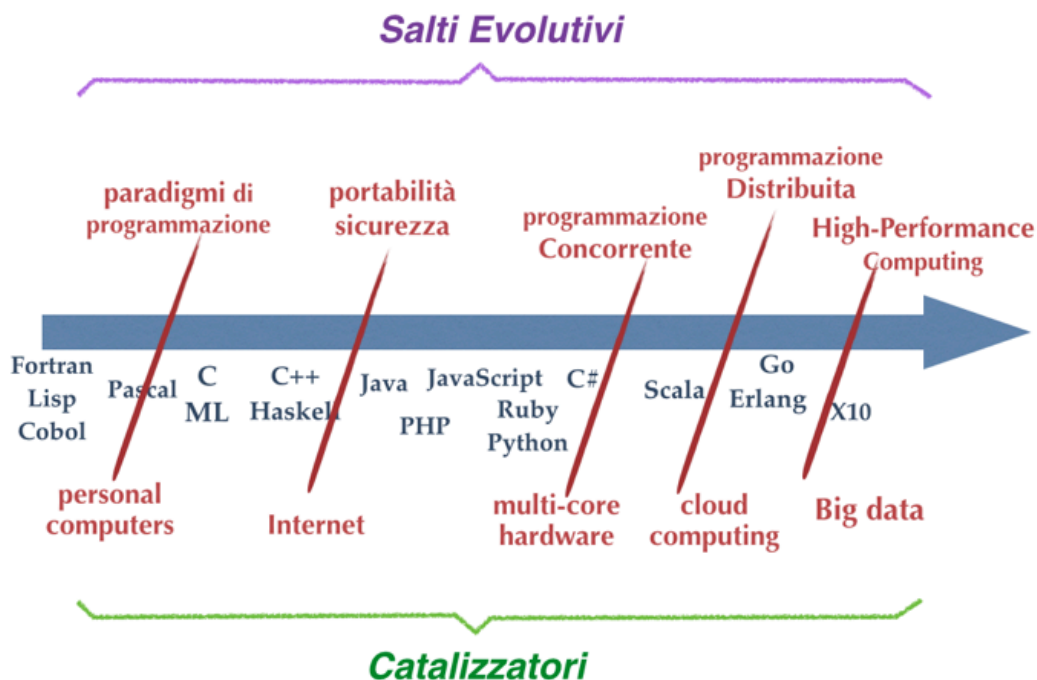 Salti Evolutivi
paradigmi di
programmazione
portabilità
sicurezza
programmazione
Concorrente
programmazione
Distribuita
High-Performance
Computing
Fortran
Lisp
Cobol
Pascal
C
ML
C++
Haskell
Java
PHP
JavaScript
Ruby
Python
C#
Scala
Go
Erlang
X10
personal
computers
Internet
multi-core
hardware
cloud
computing
Big data
Catalizzatori